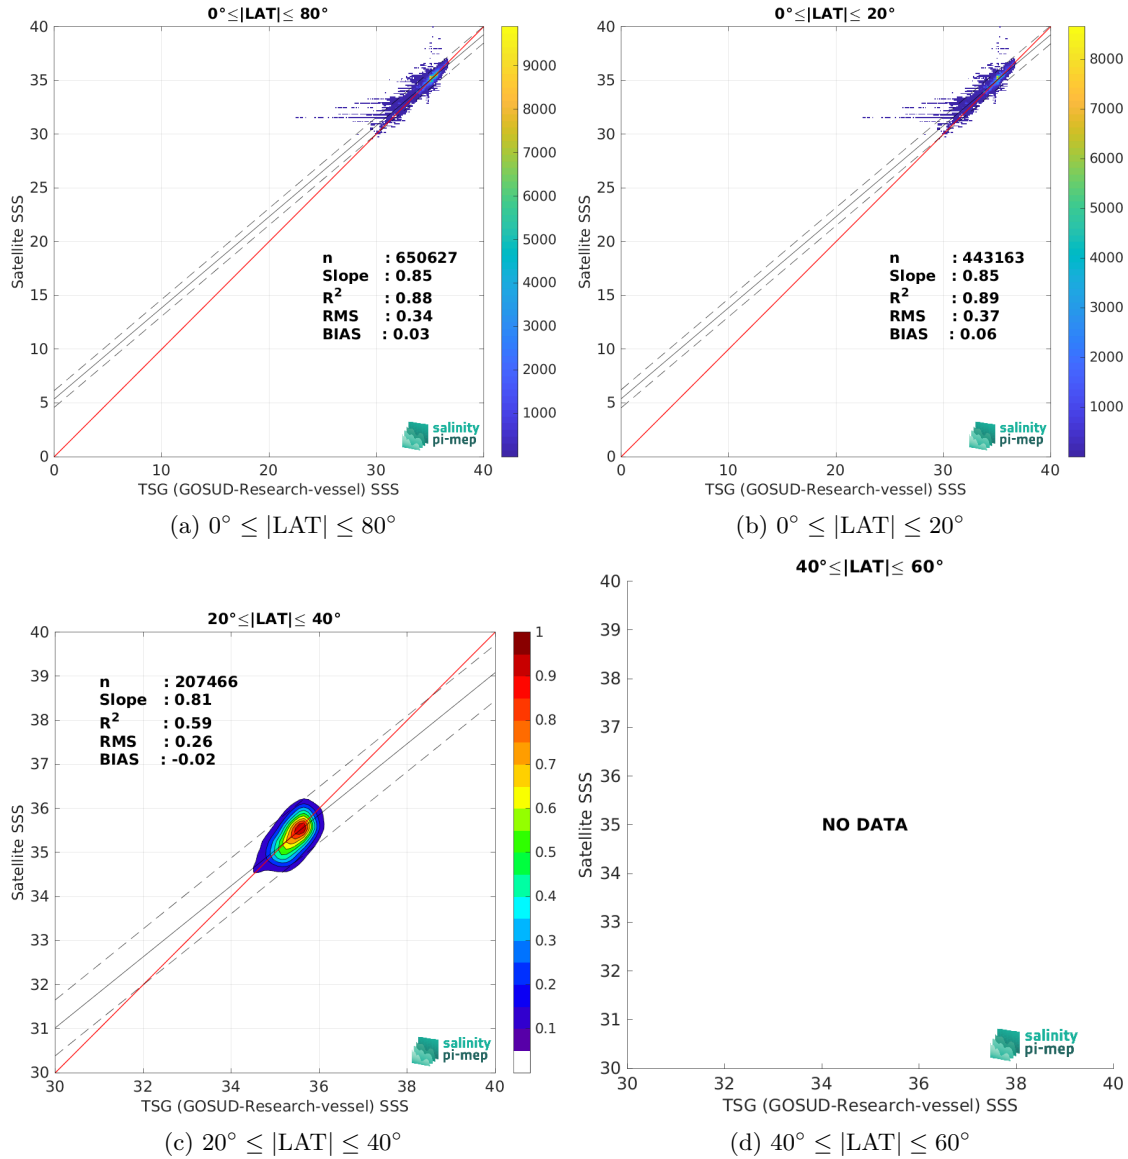 0°≤|LAT|≤ 80°
40
35
30
25
20
15
10
5
0
Satellite SSS
n : 650627
Slope : 0.85
R² : 0.88
RMS : 0.34
BIAS : 0.03
salinity
pi-mep
0 10 20 30 40
TSG (GOSUD-Research-vessel) SSS
9000
8000
7000
6000
5000
4000
3000
2000
1000
(a) 0° ≤ |LAT| ≤ 80°
0°≤|LAT|≤ 20°
40
35
30
25
20
15
10
5
0
Satellite SSS
n : 443163
Slope : 0.85
R² : 0.89
RMS : 0.37
BIAS : 0.06
salinity
pi-mep
0 10 20 30 40
TSG (GOSUD-Research-vessel) SSS
8000
7000
6000
5000
4000
3000
2000
1000
(b) 0° ≤ |LAT| ≤ 20°
20°≤|LAT|≤ 40°
40
39
38
37
36
35
34
33
32
31
30
Satellite SSS
n : 207466
Slope : 0.81
R² : 0.59
RMS : 0.26
BIAS : -0.02
salinity
pi-mep
30 32 34 36 38 40
TSG (GOSUD-Research-vessel) SSS
1
0.9
0.8
0.7
0.6
0.5
0.4
0.3
0.2
0.1
(c) 20° ≤ |LAT| ≤ 40°
40°≤|LAT|≤ 60°
40
39
38
37
36
35
34
33
32
31
30
Satellite SSS
NO DATA
salinity
pi-mep
30 32 34 36 38 40
TSG (GOSUD-Research-vessel) SSS
(d) 40° ≤ |LAT| ≤ 60°